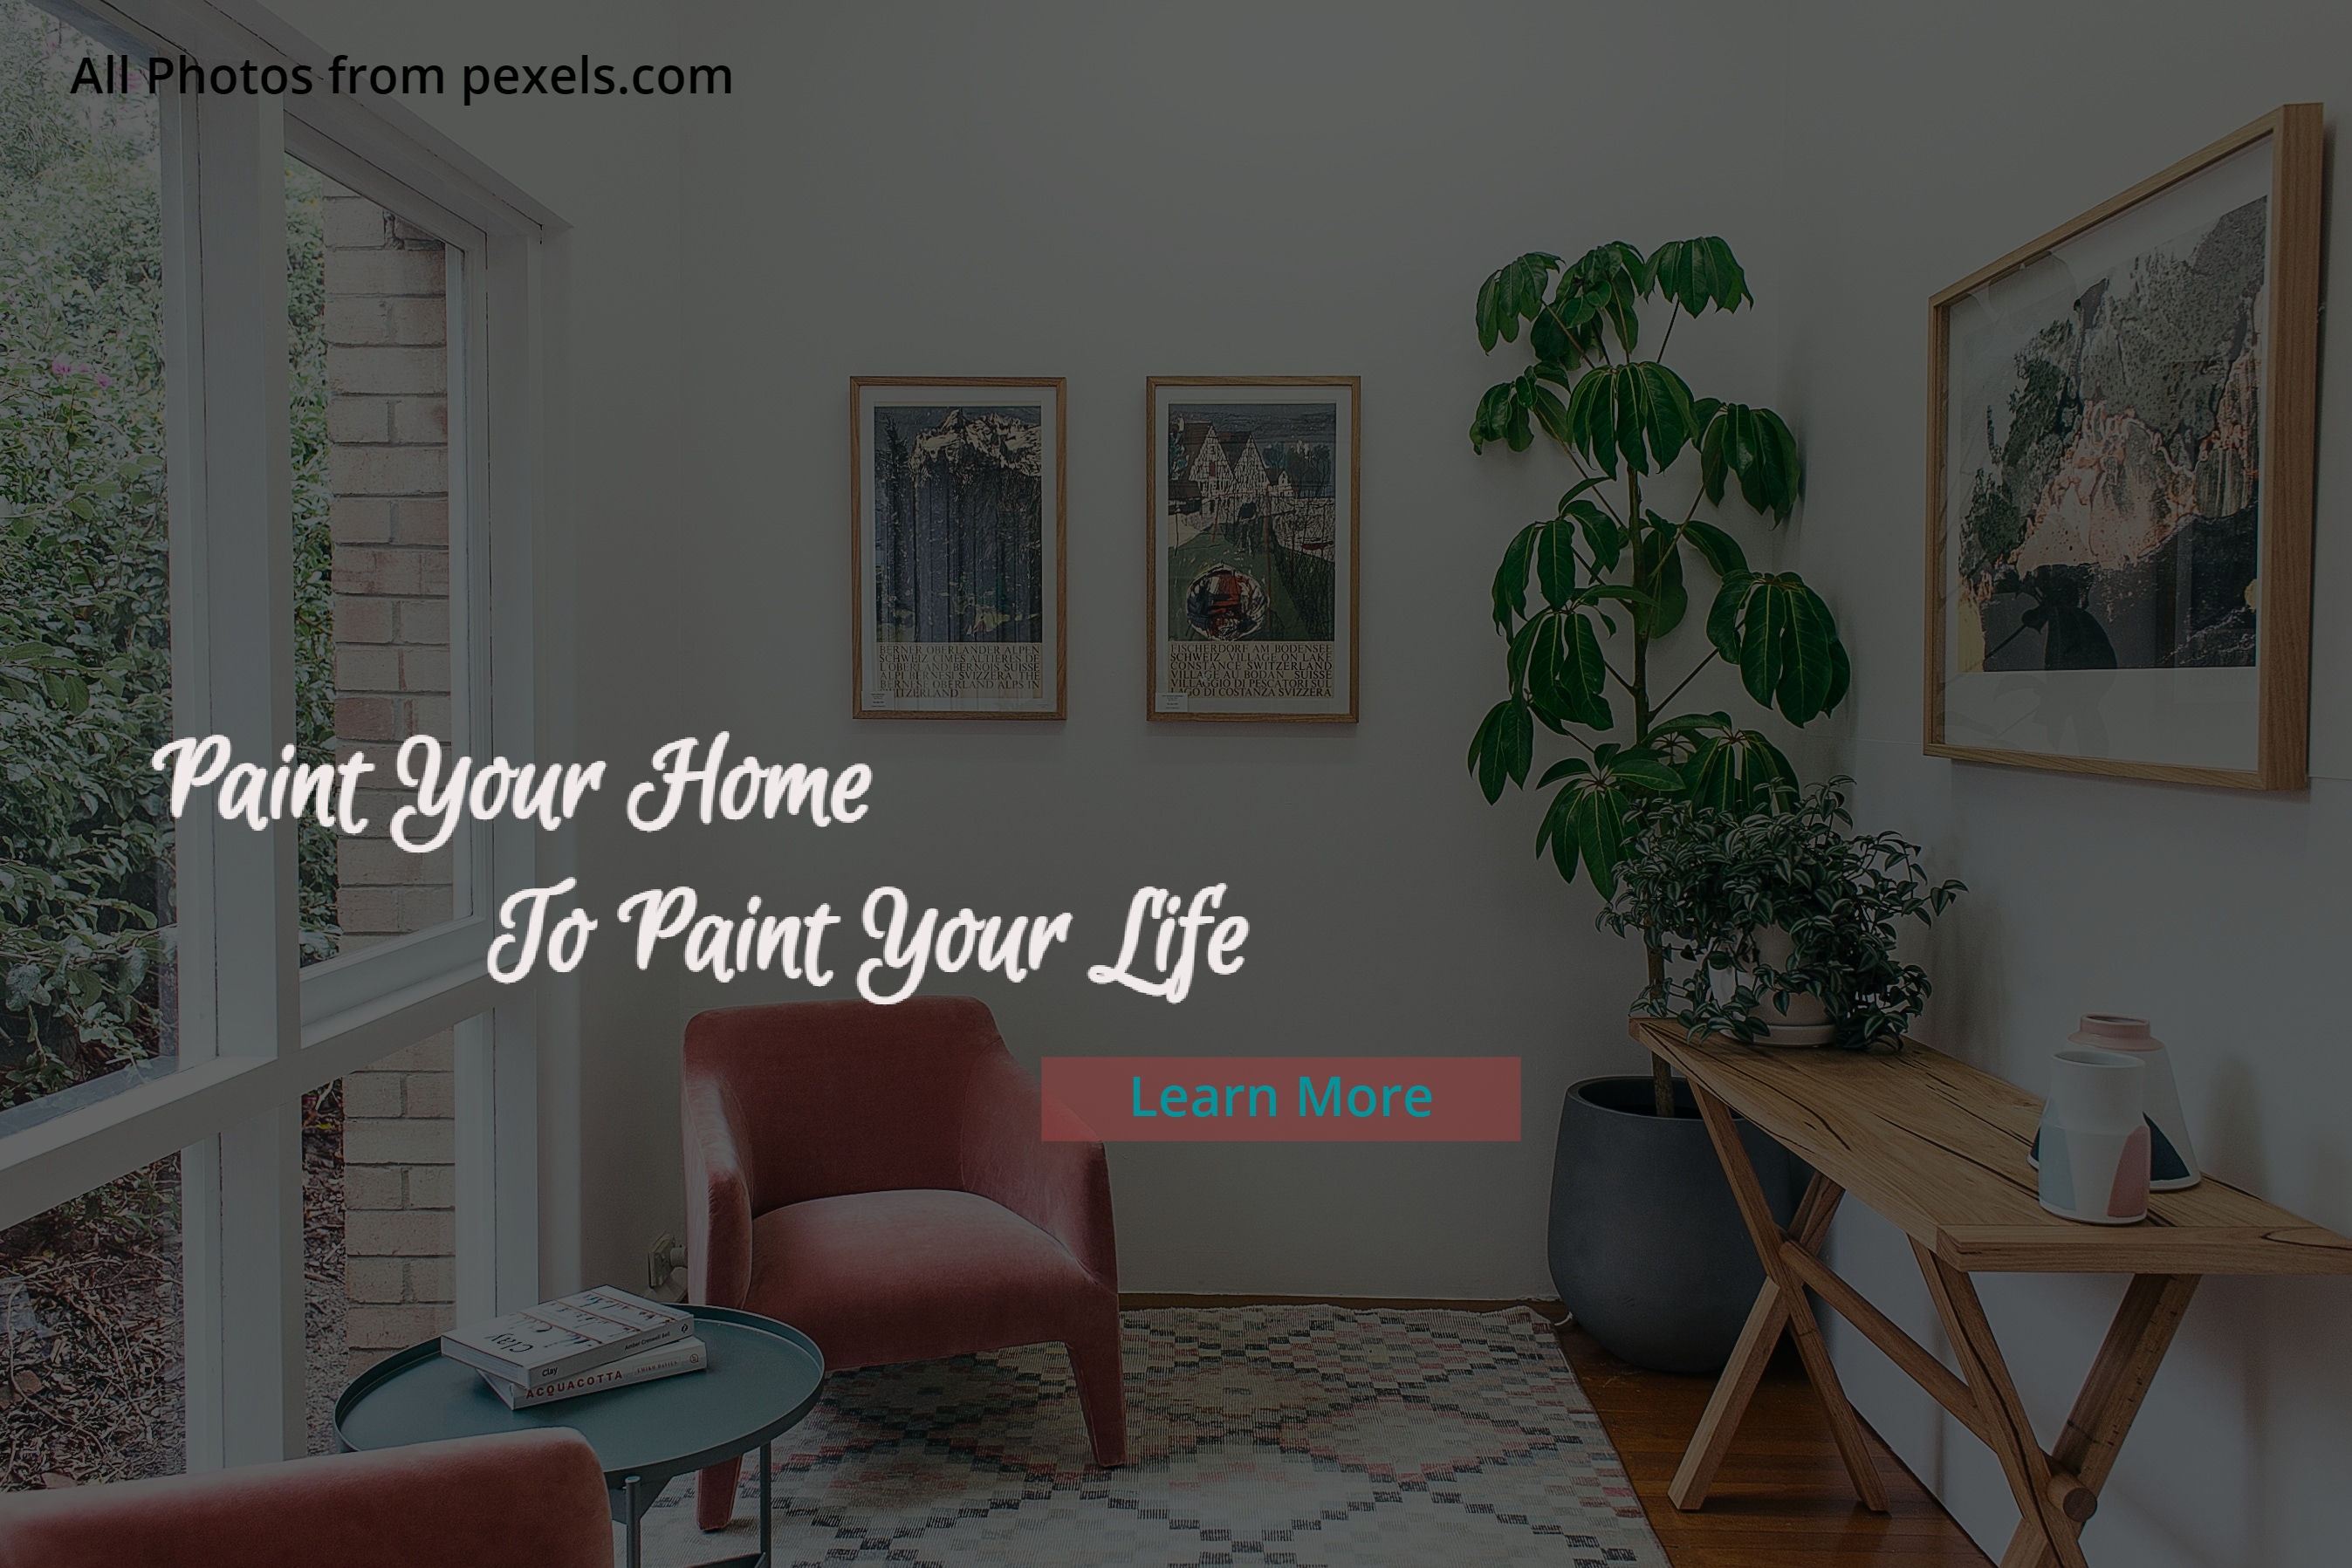 All Photos from pexels.com
BERNER OBERLANDER ALPEN
SCHWEIZ CIMES ALTIERES DE
L'OBERLAND BERNOIS SUISSE
ALPI BERNESI SVIZZERA THE
BERNESE OBERLAND ALPS IN
FISCHERDORF AM BODENSEE
SCHWEIZ VILLAGE ON LAKE
CONSTANCE SWITZERLAND
VILLAGE AU BODAN SUISSE
VILLAGGIO DI PESCATORI SUL
LAGO DI COSTANZA SVIZZERA
Paint Your Home
To Paint Your Life
Learn More
Clay
Clay
ACQUACOTTA